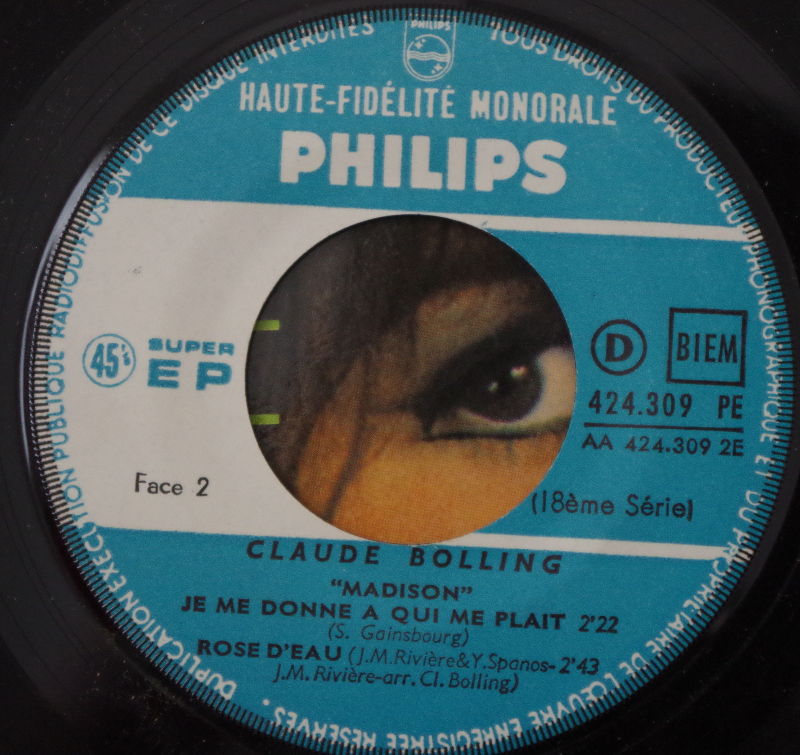 TOUS DROITS DU PRODUCTEUR PHONOGRAPHIQUE ET DU PROPRIETAIRE DE L'ŒUVRE ENREGISTREE RESERVES. DUPLICATION EXECUTION PUBLIQUE RADIODIFFUSION DE CE DISQUE INTERDITES
PHILIPS
HAUTE-FIDÉLITÉ MONORALE
PHILIPS
45t/s
SUPER
EP
D
BIEM
424.309 PE
AA 424.309 2E
Face 2
(18ème Série)
CLAUDE BOLLING
"MADISON"
JE ME DONNE A QUI ME PLAIT 2'22
(S. Gainsbourg)
ROSE D'EAU (J.M.Rivière&Y.Spanos- 2'43
J.M. Rivière-arr. Cl. Bolling)